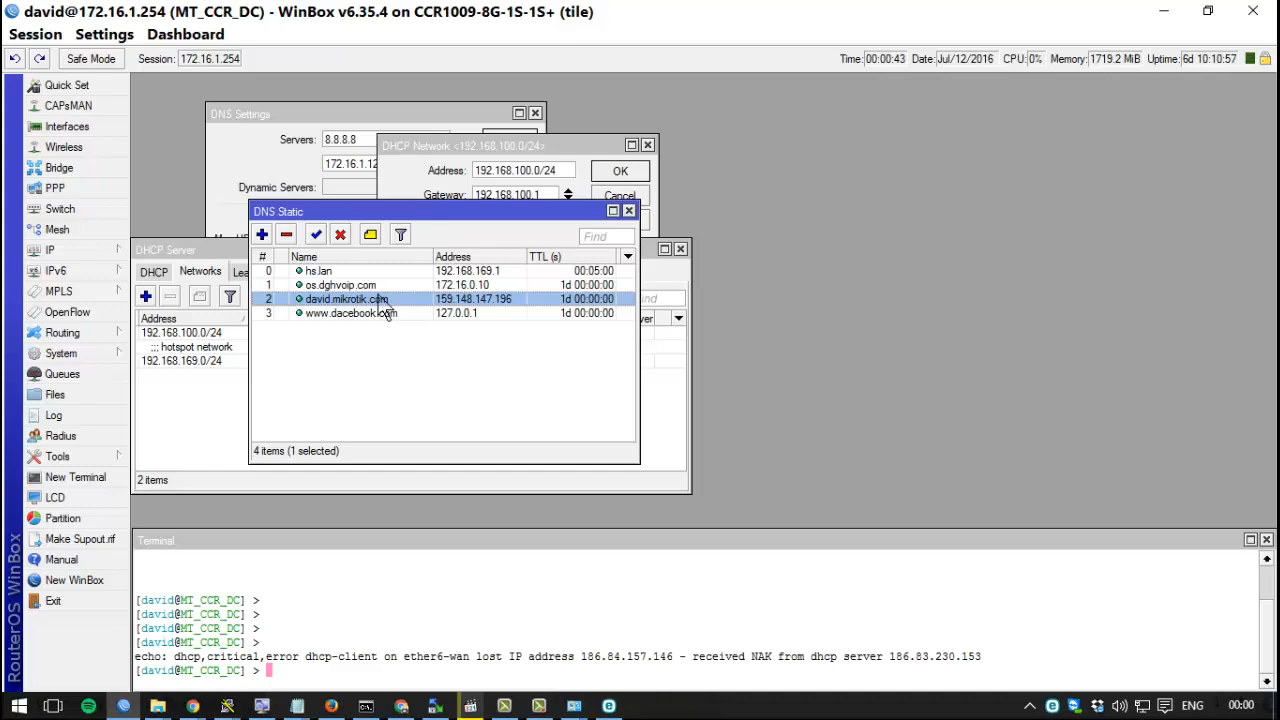 david@172.16.1.254 (MT_CCR_DC) - WinBox v6.35.4 on CCR1009-8G-1S-1S+ (tile)
Session Settings Dashboard
Safe Mode Session: 172.16.1.254 Time: 00:00:43 Date: Jul/12/2016 CPU: 0% Memory: 1719.2 MiB Uptime: 6d 10:10:57
RouterOS WinBox
Quick Set
CAPsMAN
Interfaces
Wireless
Bridge
PPP
Switch
Mesh
IP
IPv6
MPLS
OpenFlow
Routing
System
Queues
Files
Log
Radius
Tools
New Terminal
LCD
Partition
Make Supout.rif
Manual
New WinBox
Exit
DNS Settings
Servers: 8.8.8.8
172.16.1.12
Dynamic Servers:
DHCP Network <192.168.100.0/24>
Address: 192.168.100.0/24 OK
Gateway: 192.168.100.1 Cancel
DHCP Server
DHCP Networks Lea
Address
192.168.100.0/24
;;; hotspot network
192.168.169.0/24
2 items
DNS Static
Find
# Name Address TTL (s)
0 hs.lan 192.168.169.1 00:05:00
1 os.dghvoip.com 172.16.0.10 1d 00:00:00
2 david.mikrotik.com 159.148.147.196 1d 00:00:00
3 www.dacebook.com 127.0.0.1 1d 00:00:00
4 items (1 selected)
Terminal
[david@MT_CCR_DC] >
[david@MT_CCR_DC] >
[david@MT_CCR_DC] >
[david@MT_CCR_DC] >
echo: dhcp,critical,error dhcp-client on ether6-wan lost IP address 186.84.157.146 - received NAK from dhcp server 186.83.230.153
[david@MT_CCR_DC] >
ENG 00:00